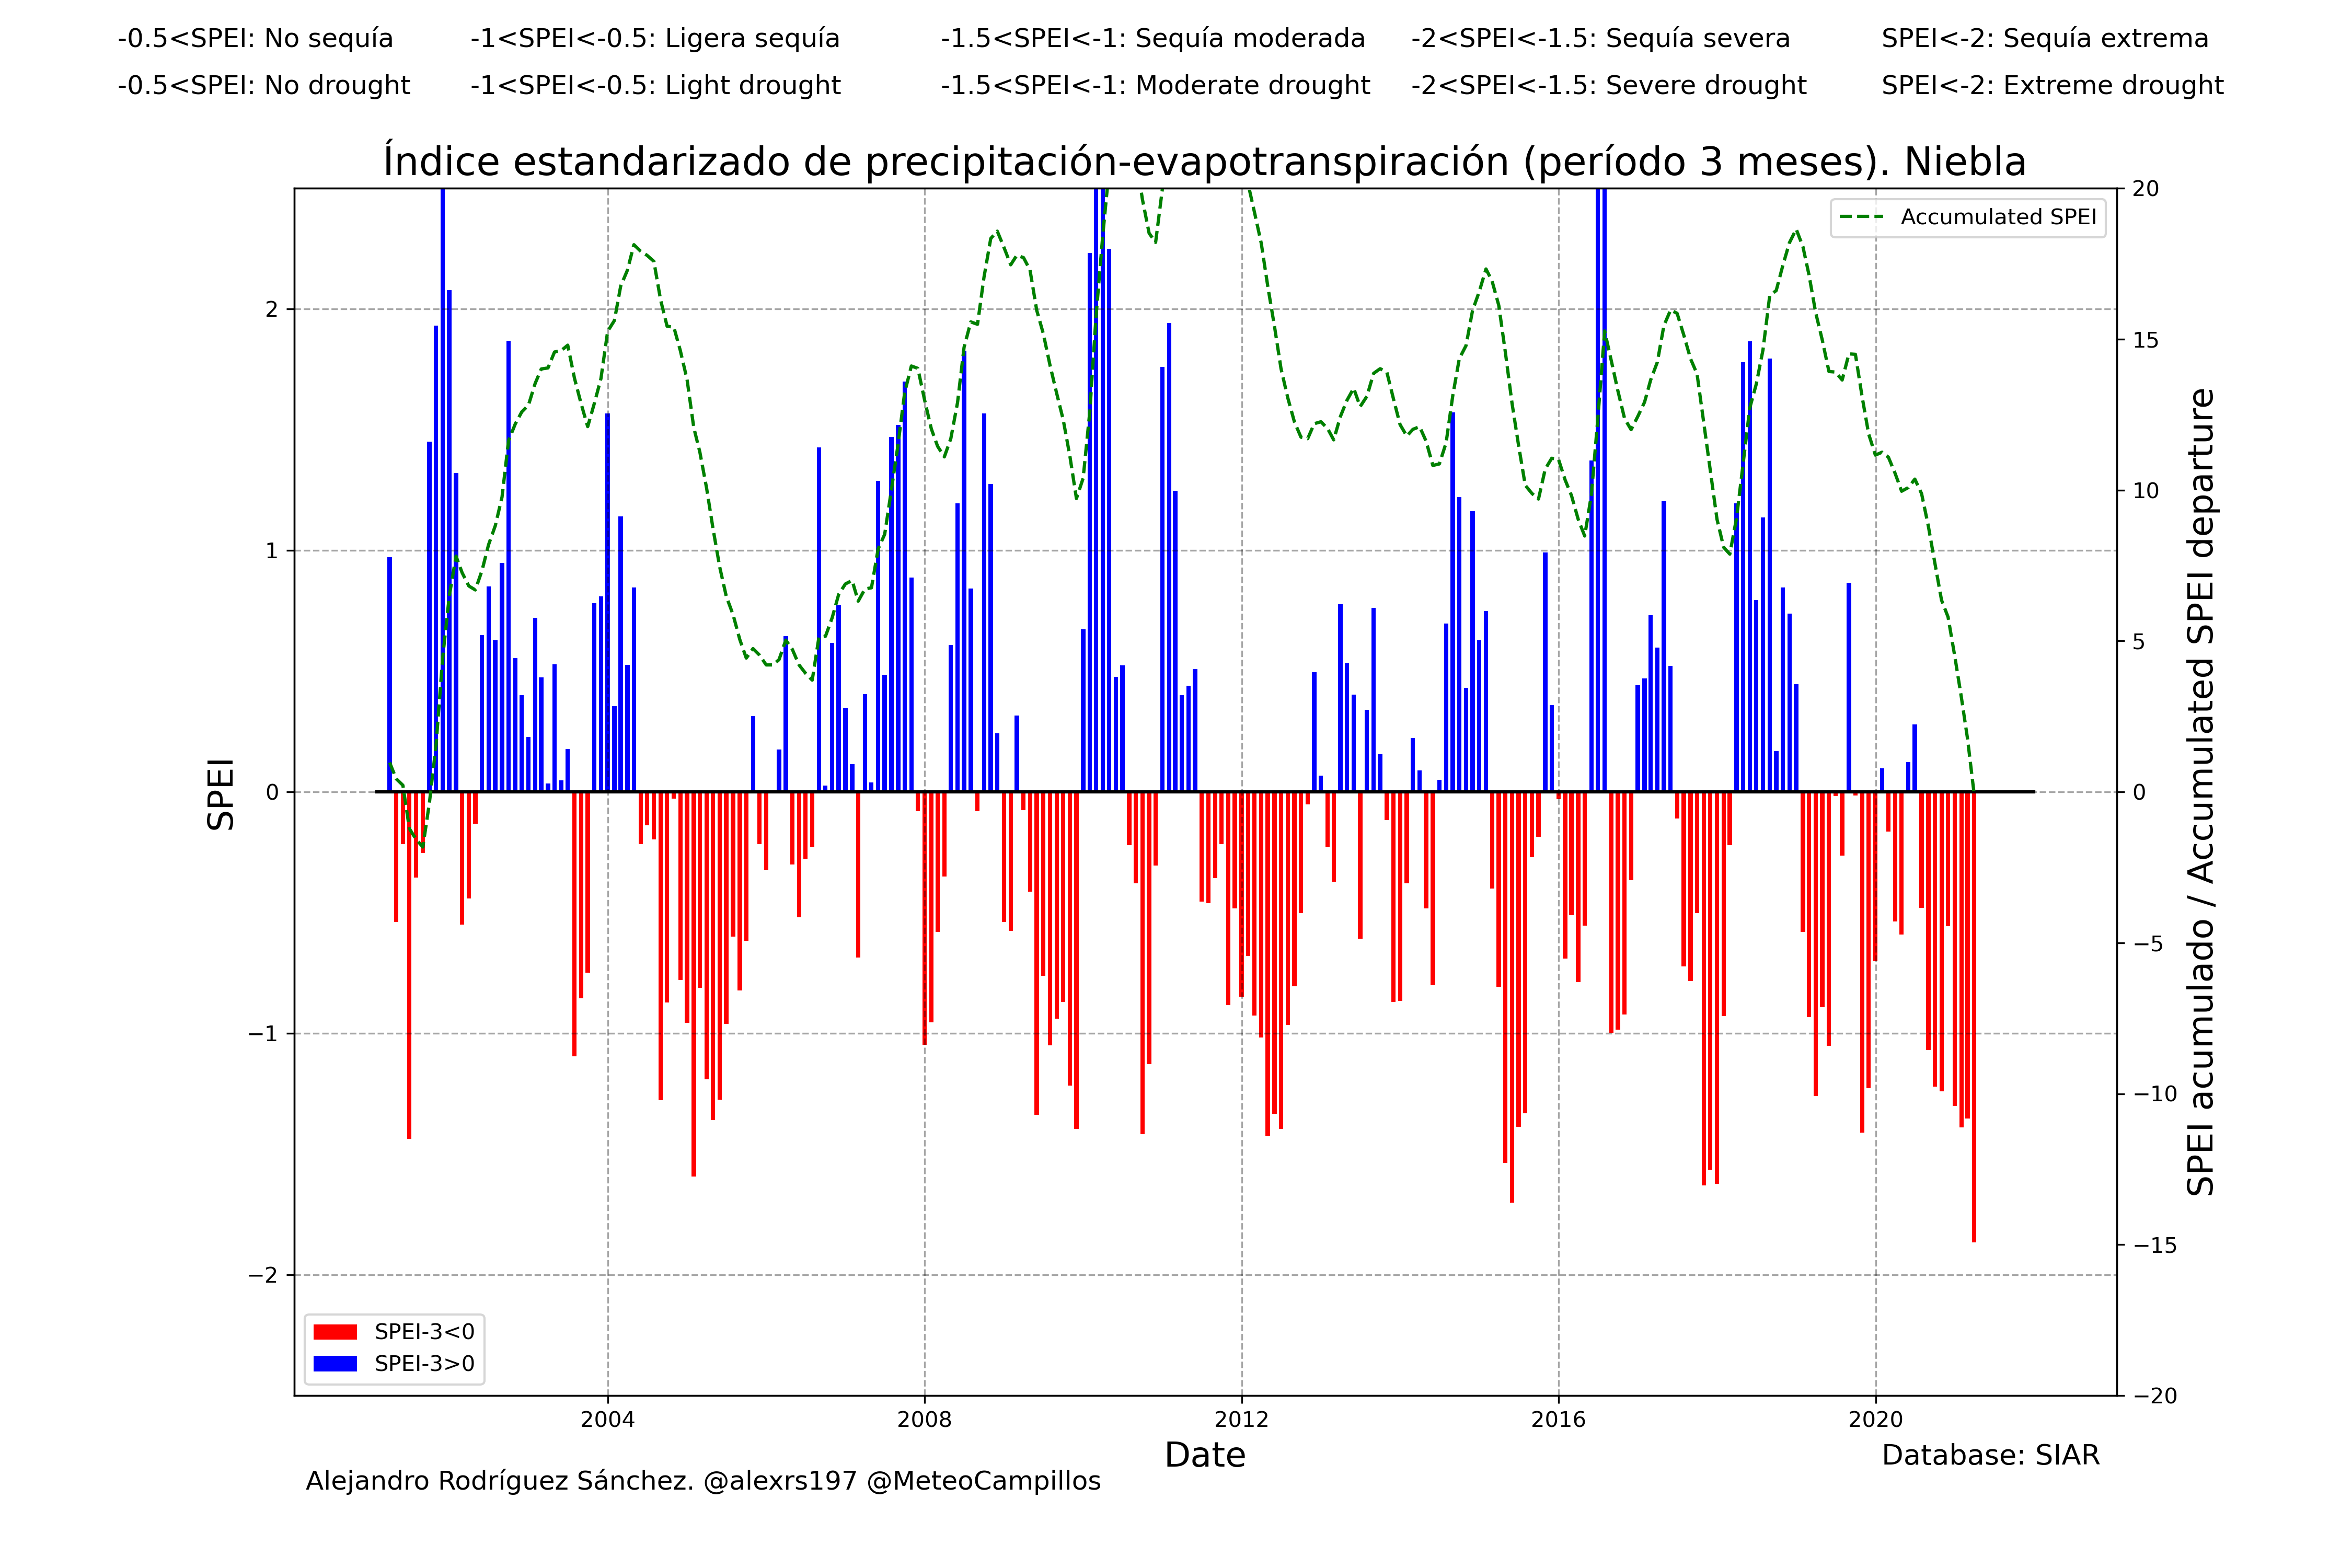 -0.5<SPEI: No sequía -1<SPEI<-0.5: Ligera sequía -1.5<SPEI<-1: Sequía moderada -2<SPEI<-1.5: Sequía severa SPEI<-2: Sequía extrema
-0.5<SPEI: No drought -1<SPEI<-0.5: Light drought -1.5<SPEI<-1: Moderate drought -2<SPEI<-1.5: Severe drought SPEI<-2: Extreme drought
Índice estandarizado de precipitación-evapotranspiración (período 3 meses). Niebla
Accumulated SPEI
2
1
0
−1
−2
SPEI
20
15
10
5
0
−5
−10
−15
−20
SPEI acumulado / Accumulated SPEI departure
SPEI-3<0
SPEI-3>0
2004 2008 2012 2016 2020
Date
Database: SIAR
Alejandro Rodríguez Sánchez. @alexrs197 @MeteoCampillos